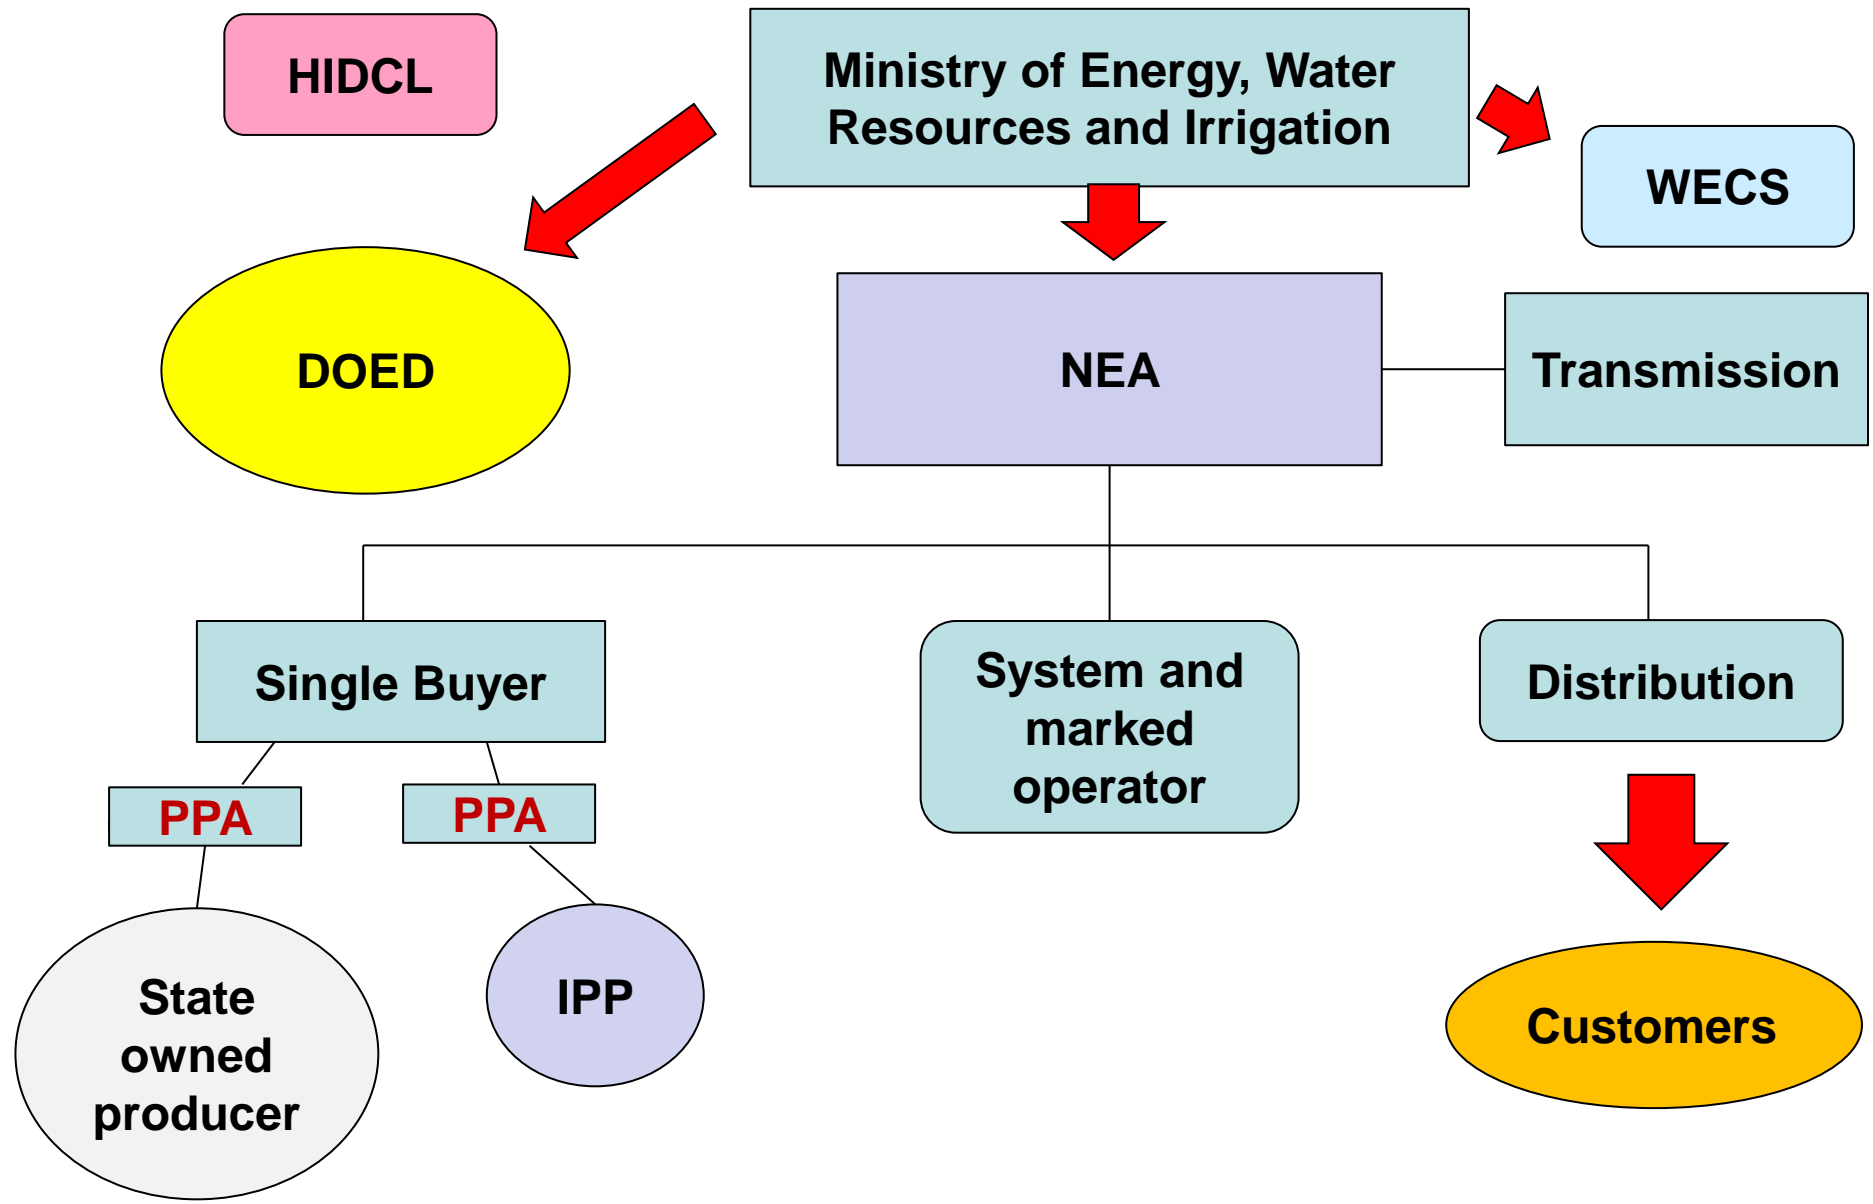 HIDCL
Ministry of Energy, Water
Resources and Irrigation
WECS
DOED
NEA
Transmission
Single Buyer
System and
marked
operator
Distribution
PPA
PPA
State
owned
producer
IPP
Customers